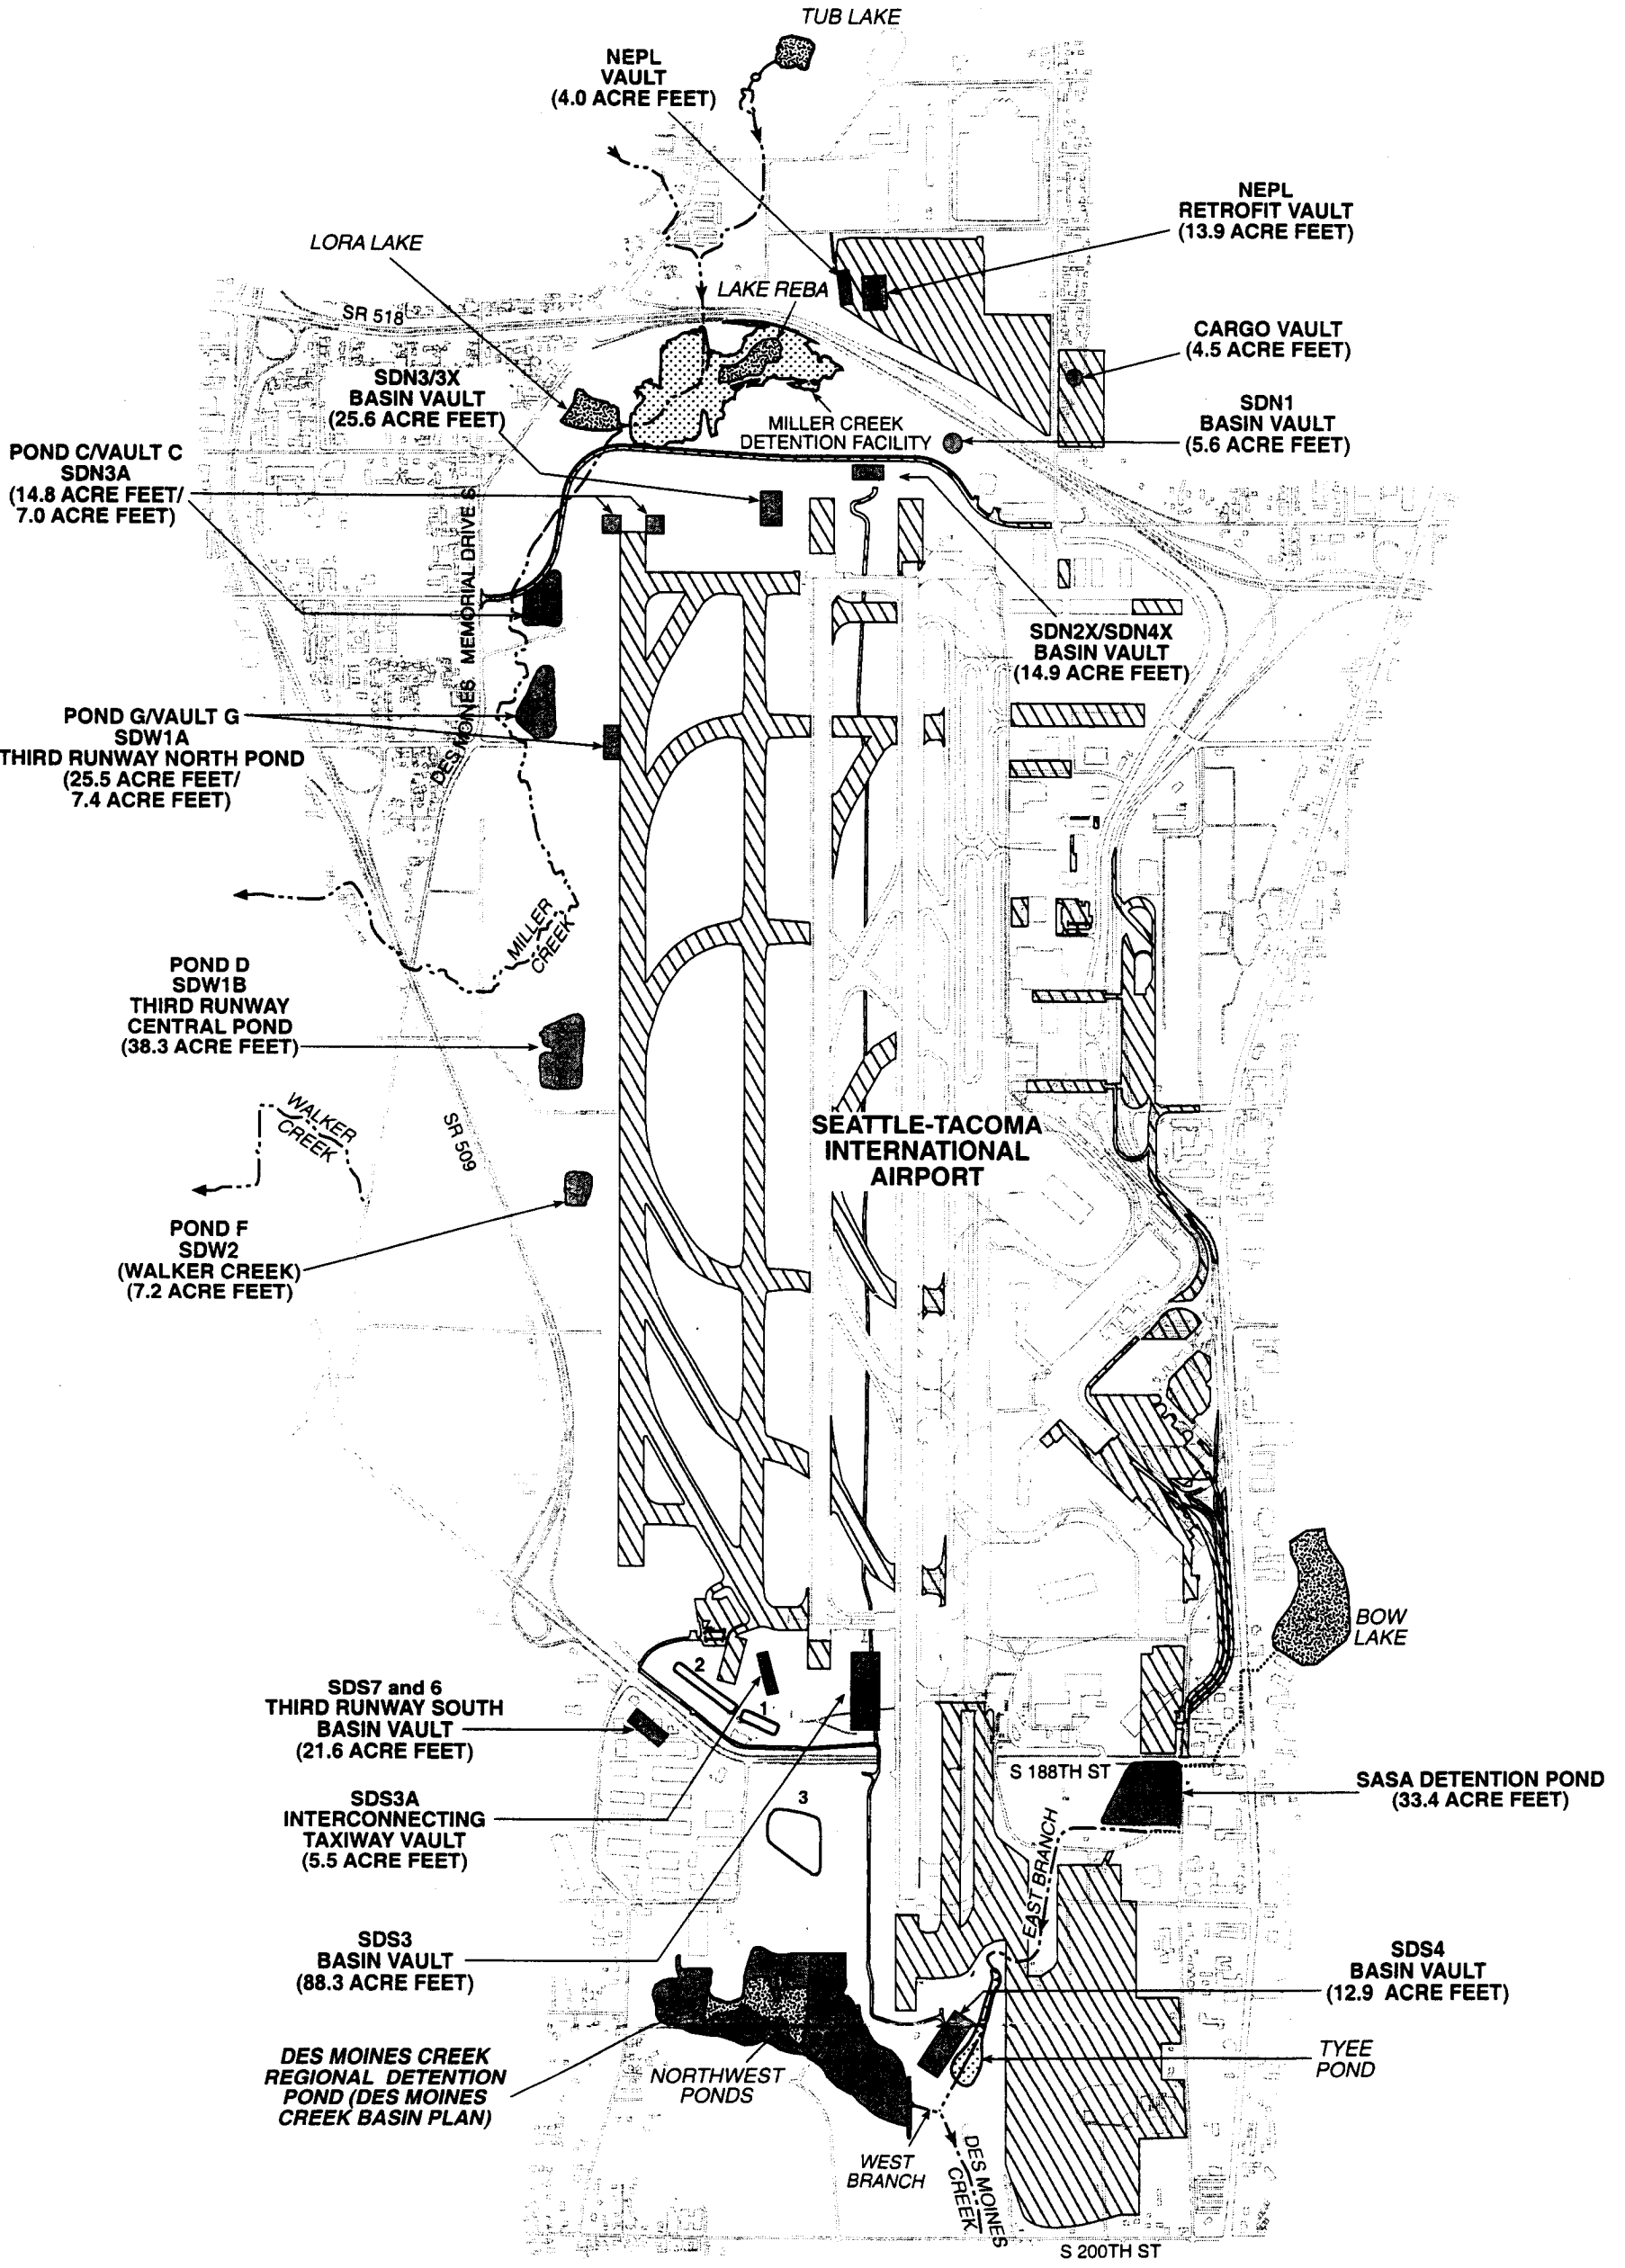 TUB LAKE
NEPL
VAULT
(4.0 ACRE FEET)
NEPL
RETROFIT VAULT
(13.9 ACRE FEET)
LORA LAKE
LAKE REBA
SR 518
CARGO VAULT
(4.5 ACRE FEET)
SDN3/3X
BASIN VAULT
(25.6 ACRE FEET)
SDN1
BASIN VAULT
(5.6 ACRE FEET)
MILLER CREEK
DETENTION FACILITY
POND C/VAULT C
SDN3A
(14.8 ACRE FEET/
7.0 ACRE FEET)
DES MOINES MEMORIAL DRIVE S
SDN2X/SDN4X
BASIN VAULT
(14.9 ACRE FEET)
POND G/VAULT G
SDW1A
THIRD RUNWAY NORTH POND
(25.5 ACRE FEET/
7.4 ACRE FEET)
MILLER
CREEK
POND D
SDW1B
THIRD RUNWAY
CENTRAL POND
(38.3 ACRE FEET)
WALKER
CREEK
SR 509
SEATTLE-TACOMA
INTERNATIONAL
AIRPORT
POND F
SDW2
(WALKER CREEK)
(7.2 ACRE FEET)
BOW
LAKE
2
1
SDS7 and 6
THIRD RUNWAY SOUTH
BASIN VAULT
(21.6 ACRE FEET)
S 188TH ST
SASA DETENTION POND
(33.4 ACRE FEET)
SDS3A
INTERCONNECTING
TAXIWAY VAULT
(5.5 ACRE FEET)
3
EAST BRANCH
SDS3
BASIN VAULT
(88.3 ACRE FEET)
SDS4
BASIN VAULT
(12.9 ACRE FEET)
DES MOINES CREEK
REGIONAL DETENTION
POND (DES MOINES
CREEK BASIN PLAN)
NORTHWEST
PONDS
TYEE
POND
WEST
BRANCH
DES MOINES
CREEK
S 200TH ST